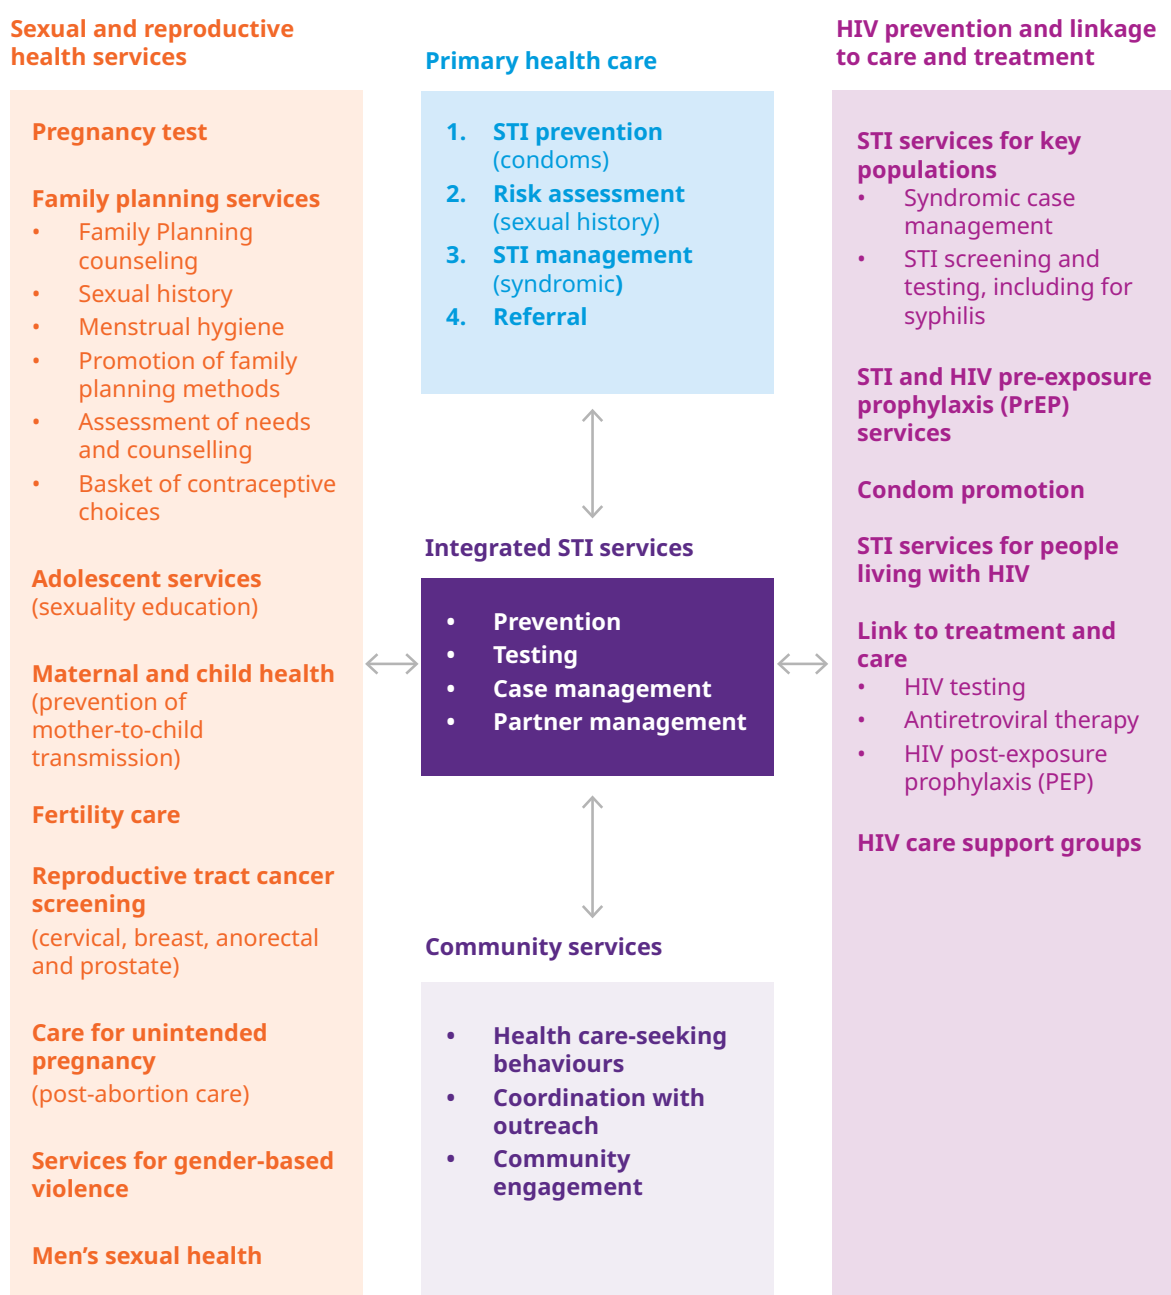 Sexual and reproductive
health services
Pregnancy test
Family planning services
• Family Planning
counseling
• Sexual history
• Menstrual hygiene
• Promotion of family
planning methods
• Assessment of needs
and counselling
• Basket of contraceptive
choices
Adolescent services
(sexuality education)
Maternal and child health
(prevention of
mother-to-child
transmission)
Fertility care
Reproductive tract cancer
screening
(cervical, breast, anorectal
and prostate)
Care for unintended
pregnancy
(post-abortion care)
Services for gender-based
violence
Men’s sexual health
Primary health care
1. STI prevention
(condoms)
2. Risk assessment
(sexual history)
3. STI management
(syndromic)
4. Referral
Integrated STI services
• Prevention
• Testing
• Case management
• Partner management
Community services
• Health care-seeking
behaviours
• Coordination with
outreach
• Community
engagement
HIV prevention and linkage
to care and treatment
STI services for key
populations
• Syndromic case
management
• STI screening and
testing, including for
syphilis
STI and HIV pre-exposure
prophylaxis (PrEP)
services
Condom promotion
STI services for people
living with HIV
Link to treatment and
care
• HIV testing
• Antiretroviral therapy
• HIV post-exposure
prophylaxis (PEP)
HIV care support groups